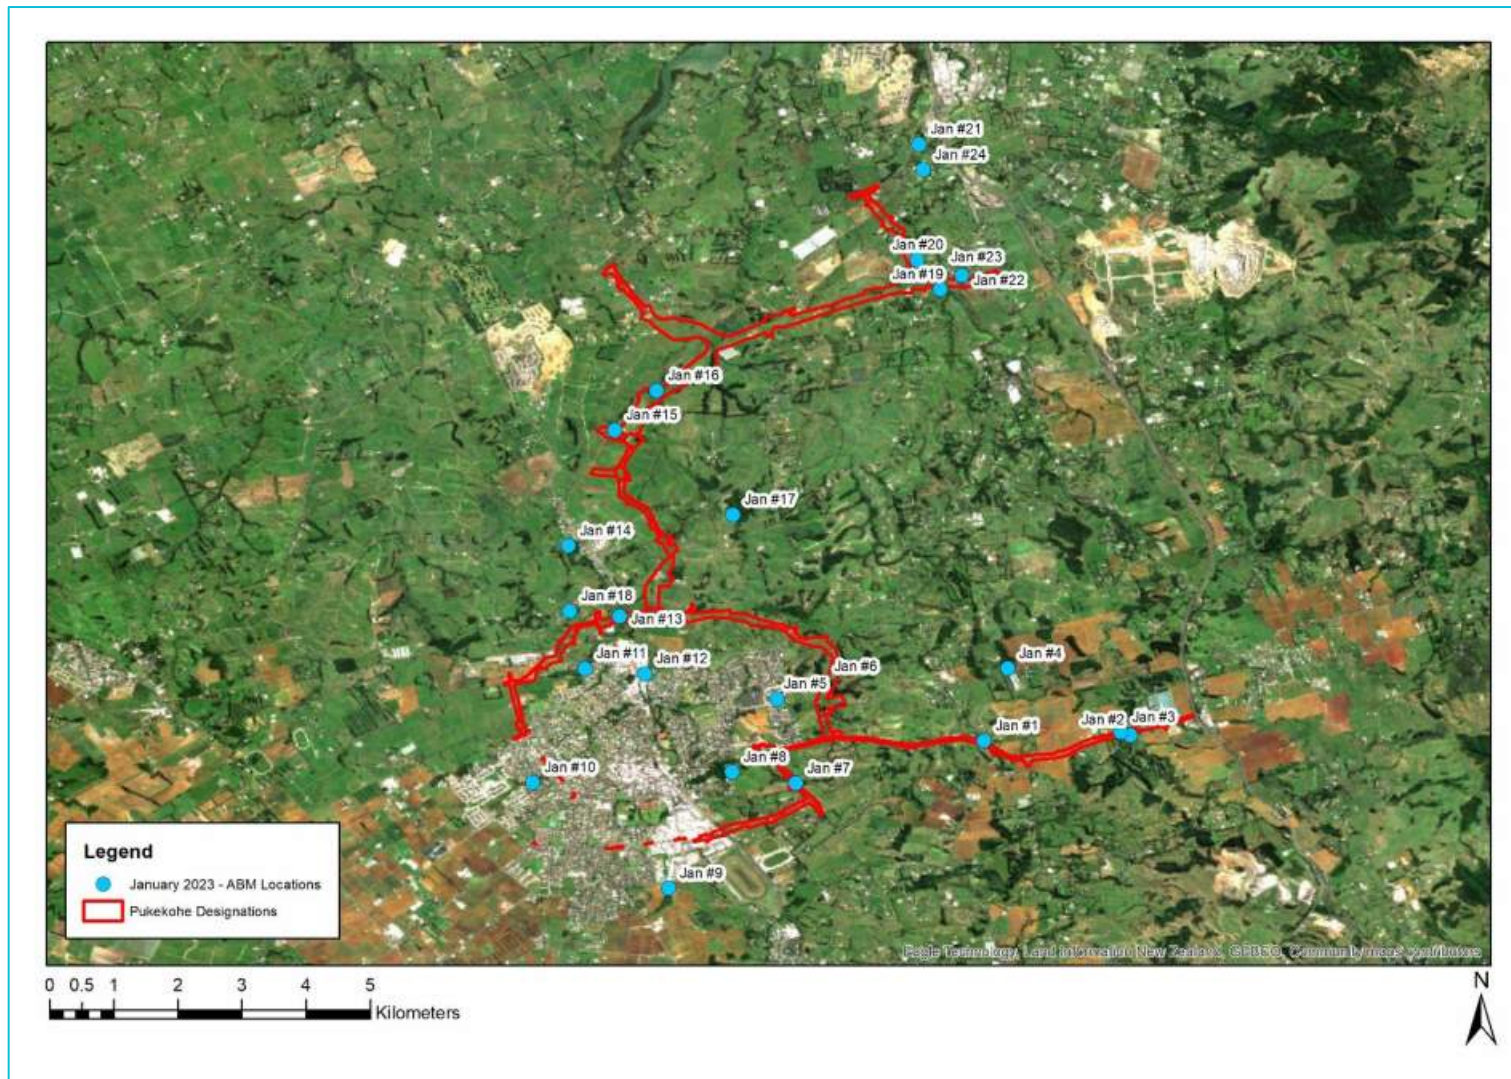 Jan #21
Jan #24
Jan #20
Jan #23
Jan #19
Jan #22
Jan #16
Jan #15
Jan #17
Jan #14
Jan #18
Jan #13
Jan #11
Jan #12
Jan #6
Jan #4
Jan #5
Jan #2
Jan #3
Jan #1
Jan #8
Jan #7
Jan #10
Jan #9
Legend
January 2023 - ABM Locations
Pukekohe Designations
Eagle Technology, Land Information New Zealand, GEBCO, Community maps contributors
0 0.5 1 2 3 4 5
Kilometers
N